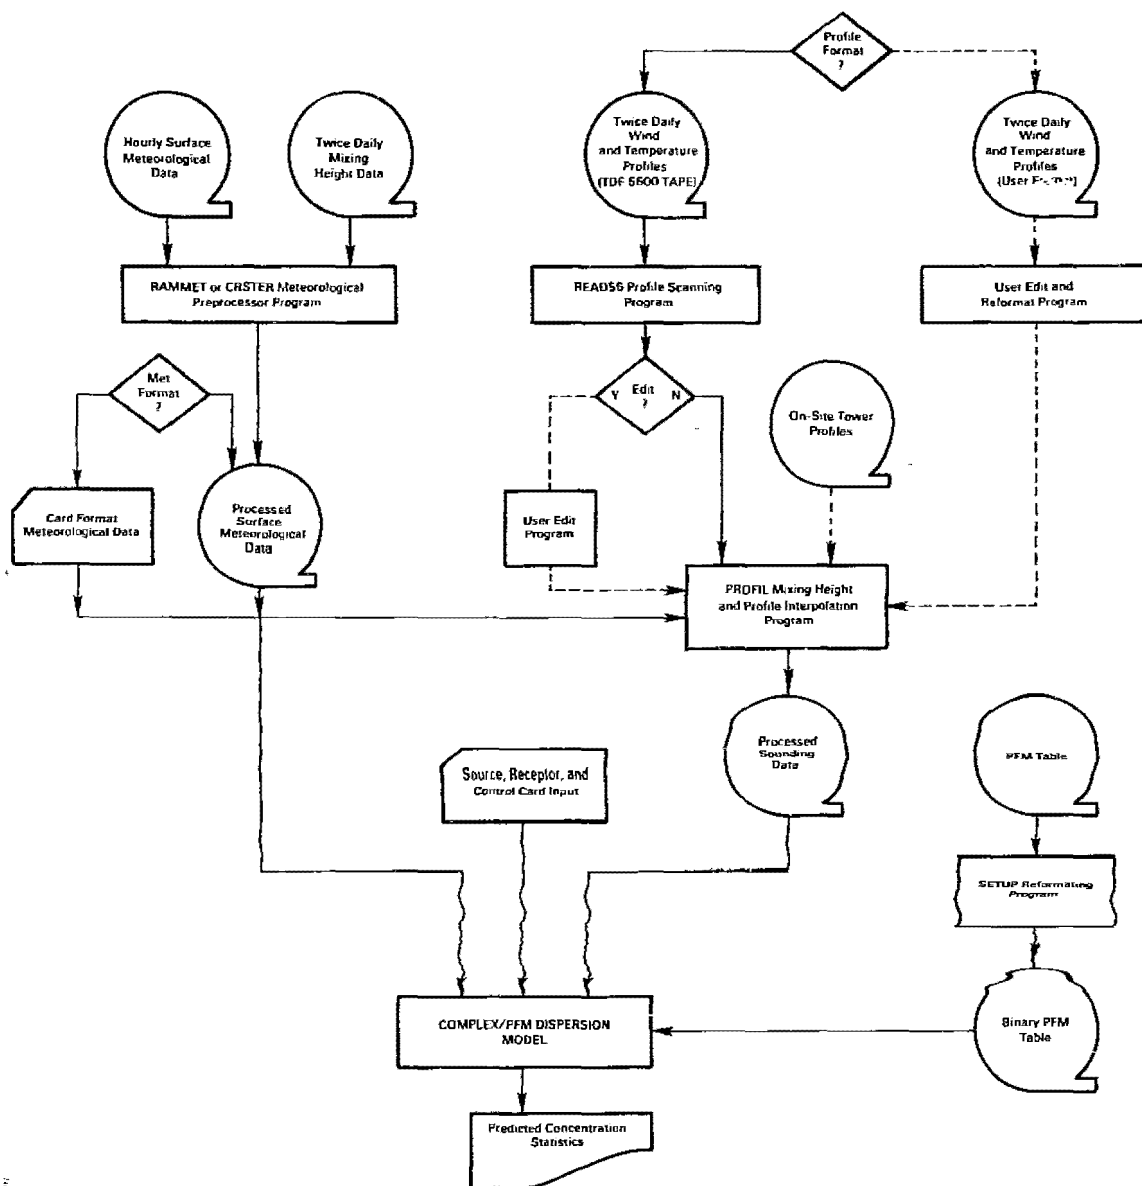 Profile
Format
?
Hourly Surface
Meteorological
Data
Twice Daily
Mixing
Height Data
Twice Daily
Wind
and Temperature
Profiles
(TDF 5600 TAPE)
Twice Daily
Wind
and Temperature
Profiles
(User
RAMMET or CRSTER Meteorological
Preprocessor Program
READ56 Profile Scanning
Program
User Edit and
Reformat Program
Met
Format
?
Y Edit N
?
On-Site Tower
Profiles
Card Format
Meteorological Data
Processed
Surface
Meteorological
Data
User Edit
Program
PROFIL Mixing Height
and Profile Interpolation
Program
Source, Receptor, and
Control Card Input
Processed
Sounding
Data
PFM Table
SETUP Reformating
Program
COMPLEX/PFM DISPERSION
MODEL
Binary PFM
Table
Predicted Concentration
Statistics